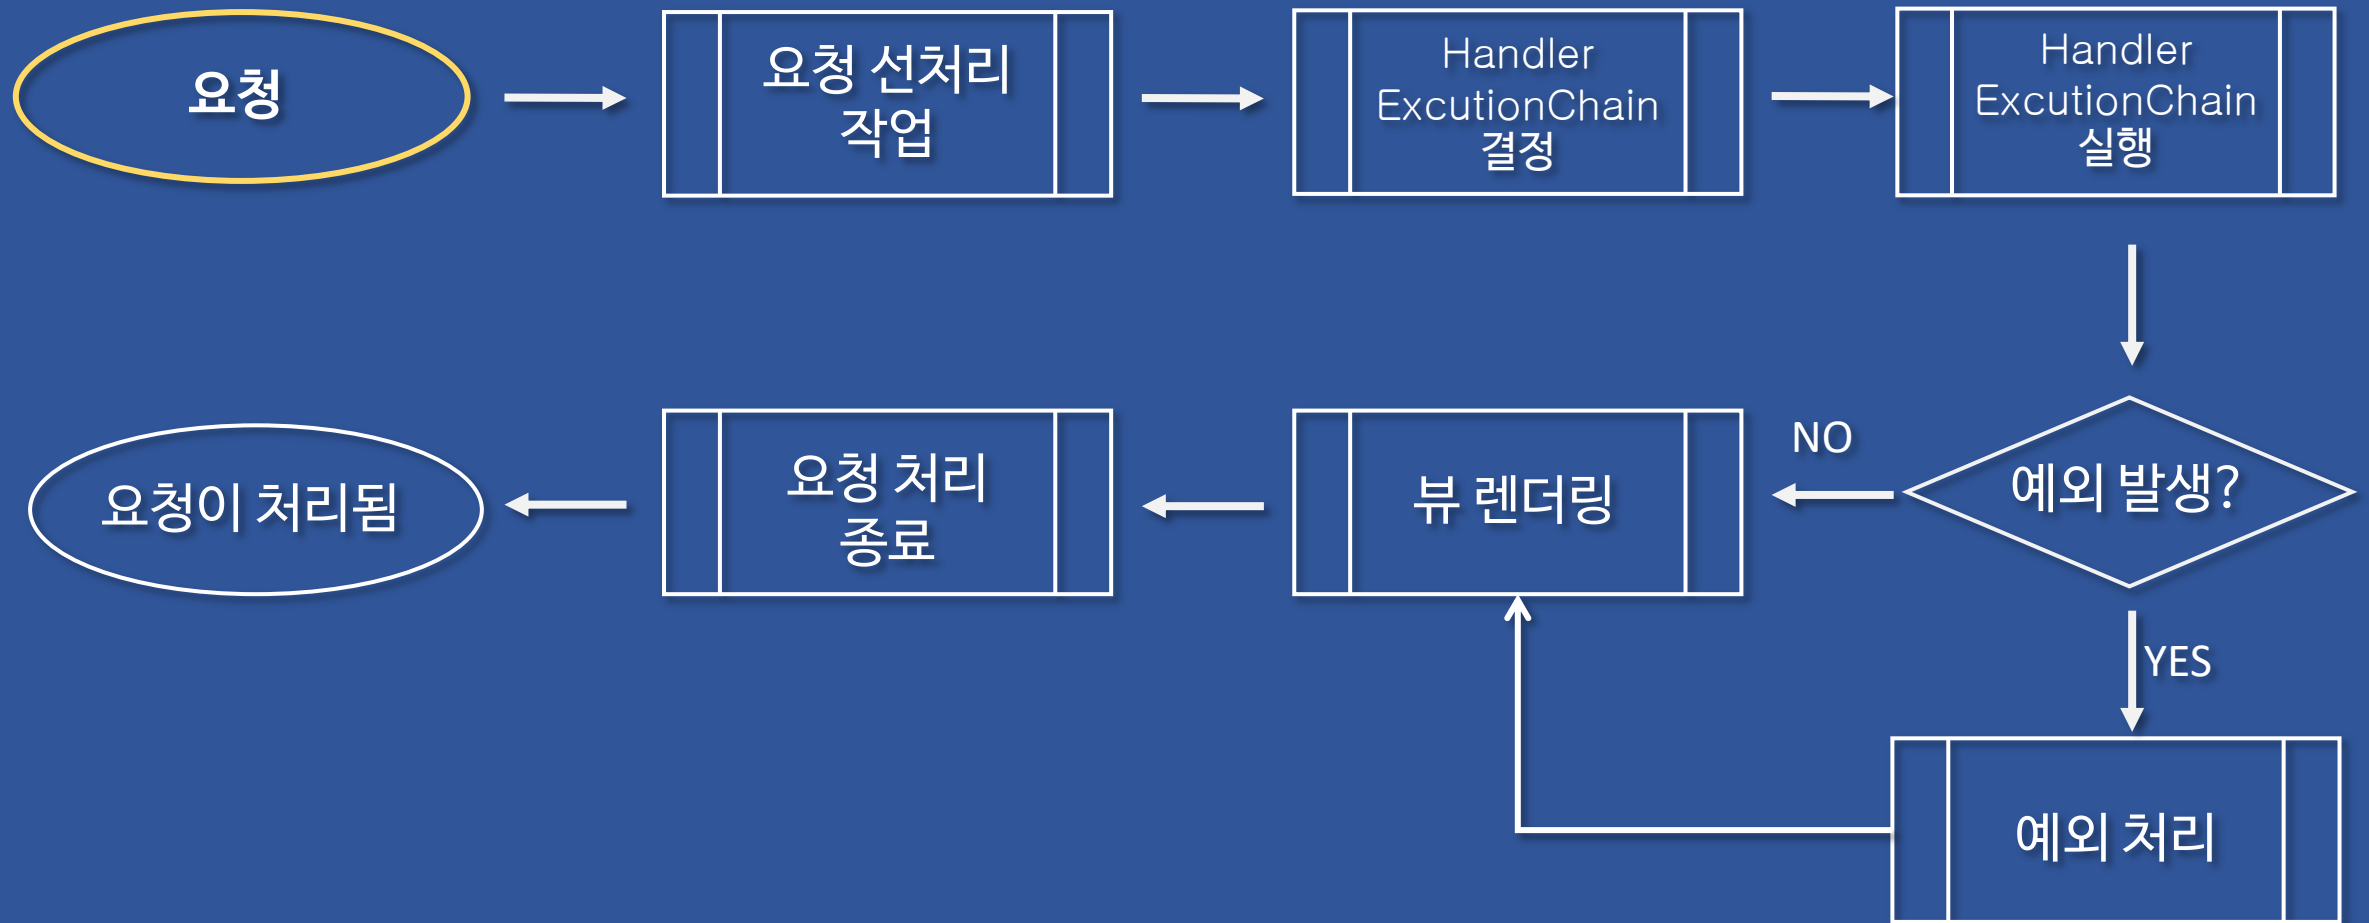 요청
요청 선처리
작업
Handler
ExcutionChain
결정
Handler
ExcutionChain
실행
예외 발생?
NO
YES
뷰 렌더링
요청 처리
종료
요청이 처리됨
예외 처리